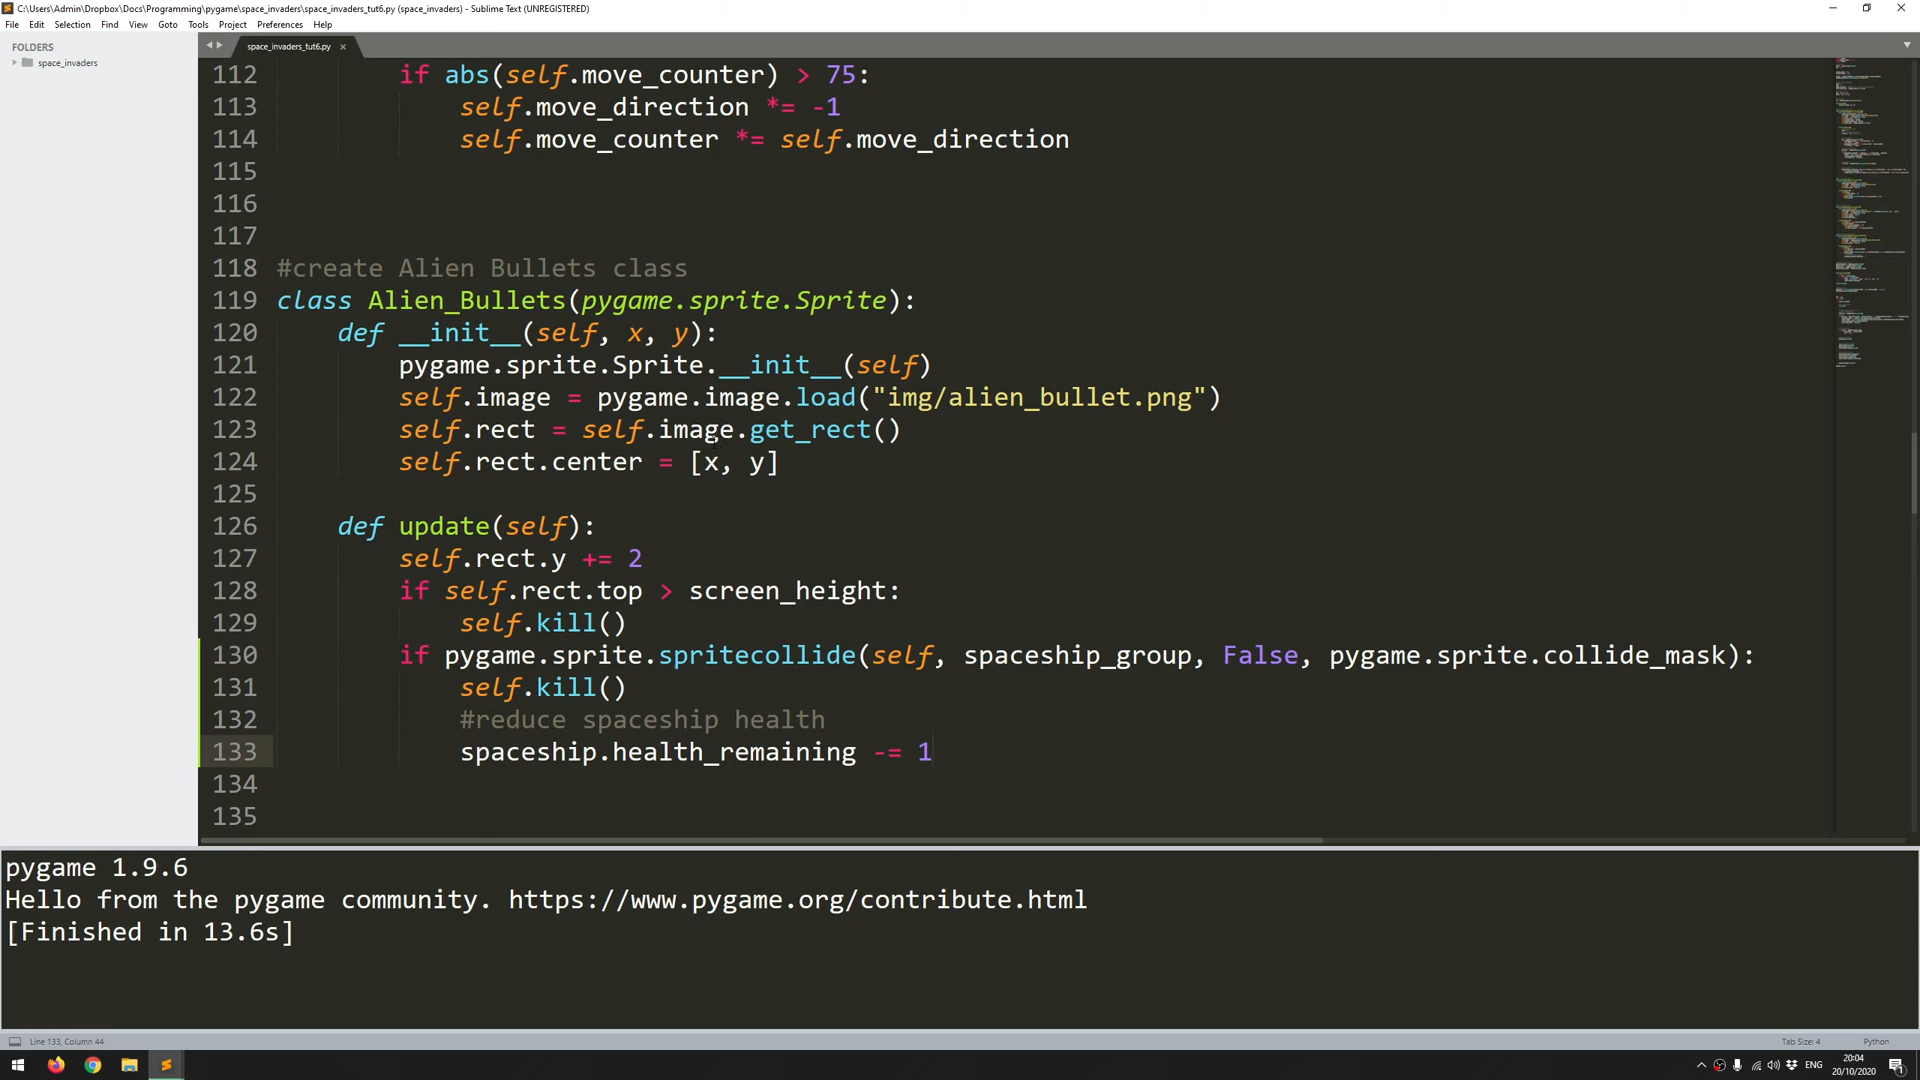 C:\Users\Admin\Dropbox\Docs\Programming\pygame\space_invaders\space_invaders_tut6.py (space_invaders) - Sublime Text (UNREGISTERED)
File Edit Selection Find View Goto Tools Project Preferences Help
FOLDERS
space_invaders
space_invaders_tut6.py
112 if abs(self.move_counter) > 75:
113 self.move_direction *= -1
114 self.move_counter *= self.move_direction
115
116
117
118 #create Alien Bullets class
119 class Alien_Bullets(pygame.sprite.Sprite):
120 def __init__(self, x, y):
121 pygame.sprite.Sprite.__init__(self)
122 self.image = pygame.image.load("img/alien_bullet.png")
123 self.rect = self.image.get_rect()
124 self.rect.center = [x, y]
125
126 def update(self):
127 self.rect.y += 2
128 if self.rect.top > screen_height:
129 self.kill()
130 if pygame.sprite.spritecollide(self, spaceship_group, False, pygame.sprite.collide_mask):
131 self.kill()
132 #reduce spaceship health
133 spaceship.health_remaining -= 1
134
135
pygame 1.9.6
Hello from the pygame community. https://www.pygame.org/contribute.html
[Finished in 13.6s]
Line 133, Column 44
Tab Size: 4
Python
ENG
20:04
20/10/2020